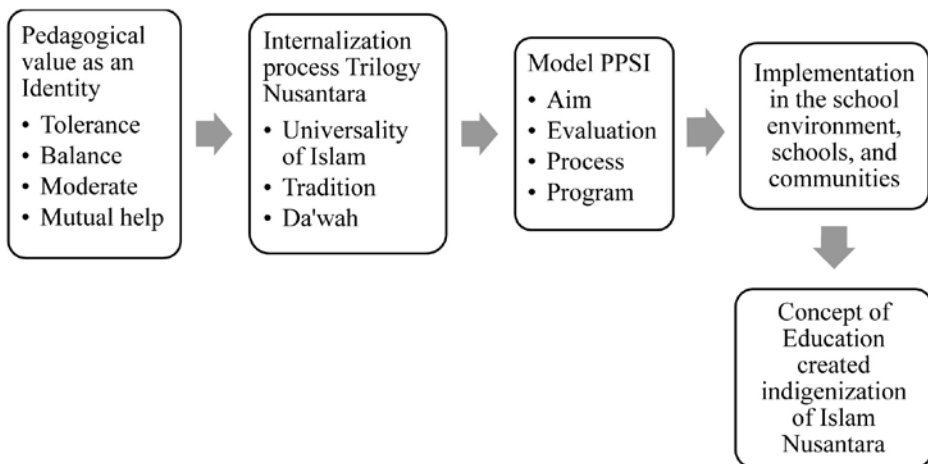 Pedagogical
value as an
Identity
• Tolerance
• Balance
• Moderate
• Mutual help
Internalization
process Trilogy
Nusantara
• Universality
of Islam
• Tradition
• Da'wah
Model PPSI
• Aim
• Evaluation
• Process
• Program
Implementation
in the school
environment,
schools, and
communities
Concept of
Education
created
indigenization
of Islam
Nusantara